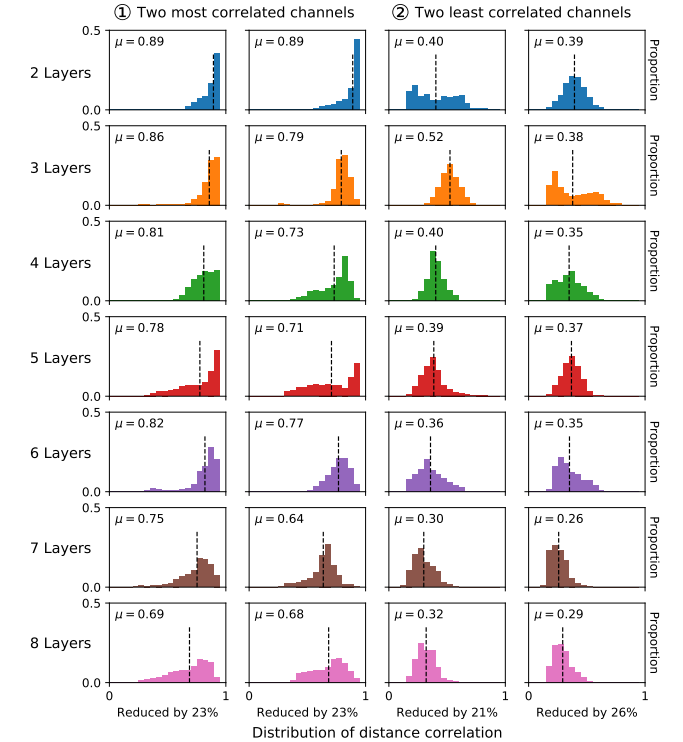 ① Two most correlated channels ② Two least correlated channels
0.5 μ = 0.89 μ = 0.89 μ = 0.40 μ = 0.39 Proportion
2 Layers
0.0
0.5 μ = 0.86 μ = 0.79 μ = 0.52 μ = 0.38 Proportion
3 Layers
0.0
0.5 μ = 0.81 μ = 0.73 μ = 0.40 μ = 0.35 Proportion
4 Layers
0.0
0.5 μ = 0.78 μ = 0.71 μ = 0.39 μ = 0.37 Proportion
5 Layers
0.0
0.5 μ = 0.82 μ = 0.77 μ = 0.36 μ = 0.35 Proportion
6 Layers
0.0
0.5 μ = 0.75 μ = 0.64 μ = 0.30 μ = 0.26 Proportion
7 Layers
0.0
0.5 μ = 0.69 μ = 0.68 μ = 0.32 μ = 0.29 Proportion
8 Layers
0.0
0 1 0 1 0 1 0 1
Reduced by 23% Reduced by 23% Reduced by 21% Reduced by 26%
Distribution of distance correlation